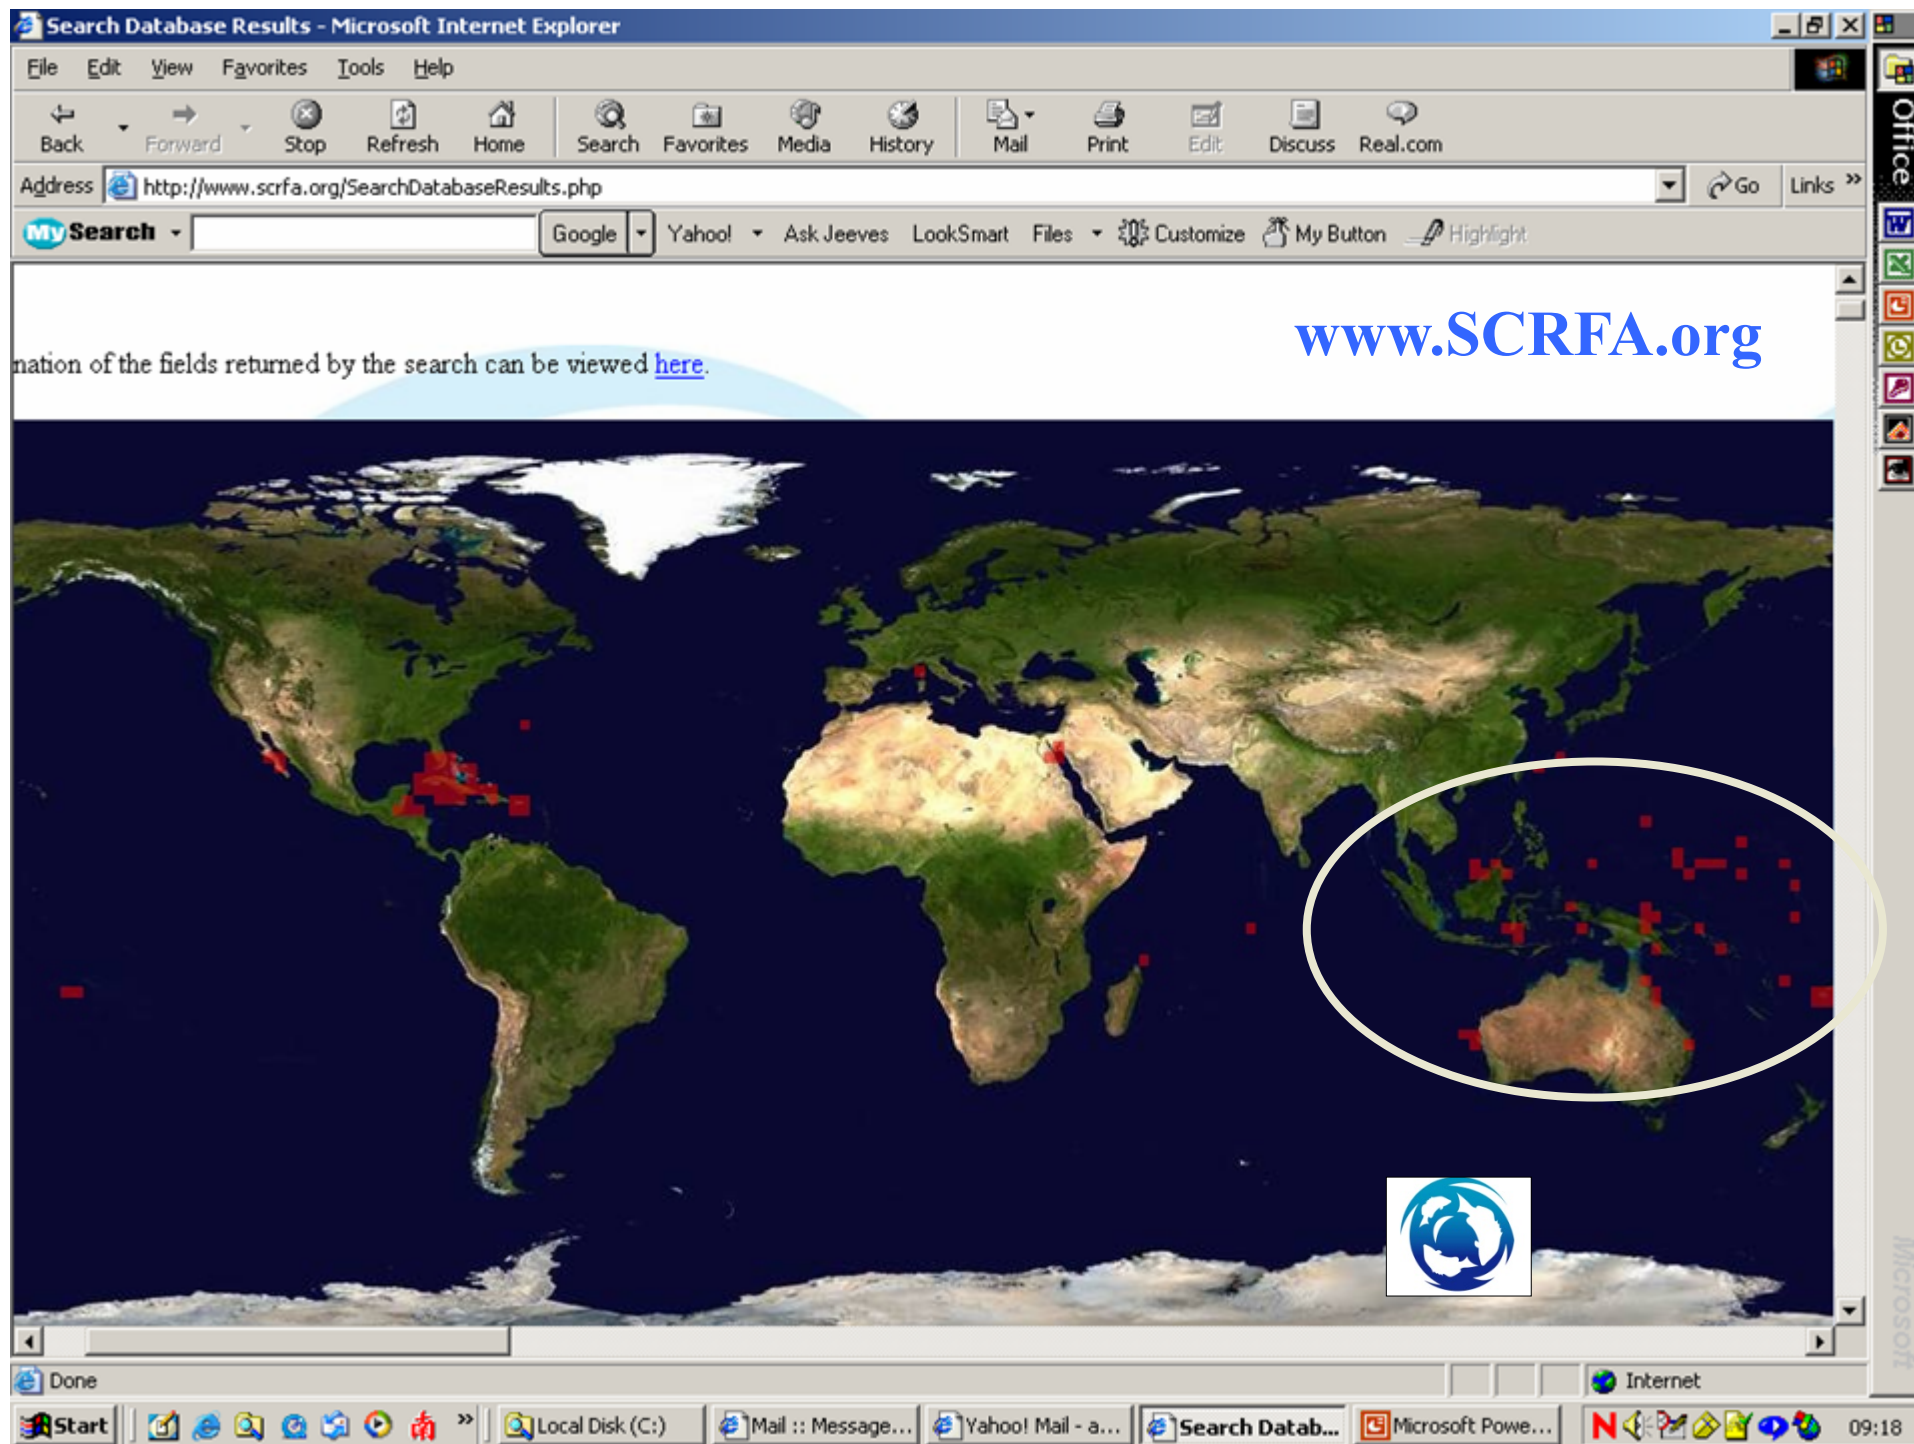 Search Database Results - Microsoft Internet Explorer
File Edit View Favorites Tools Help
Back Forward Stop Refresh Home Search Favorites Media History Mail Print Edit Discuss Real.com
Address http://www.scrfa.org/SearchDatabaseResults.php Go Links »
My Search Google Yahoo! Ask Jeeves LookSmart Files Customize My Button Highlight
Office
www.SCRFA.org
nation of the fields returned by the search can be viewed here.
Microsoft
Done Internet
Start 南 » Local Disk (C:) Mail :: Message... Yahoo! Mail - a... Search Datab... Microsoft Powe... N 09:18